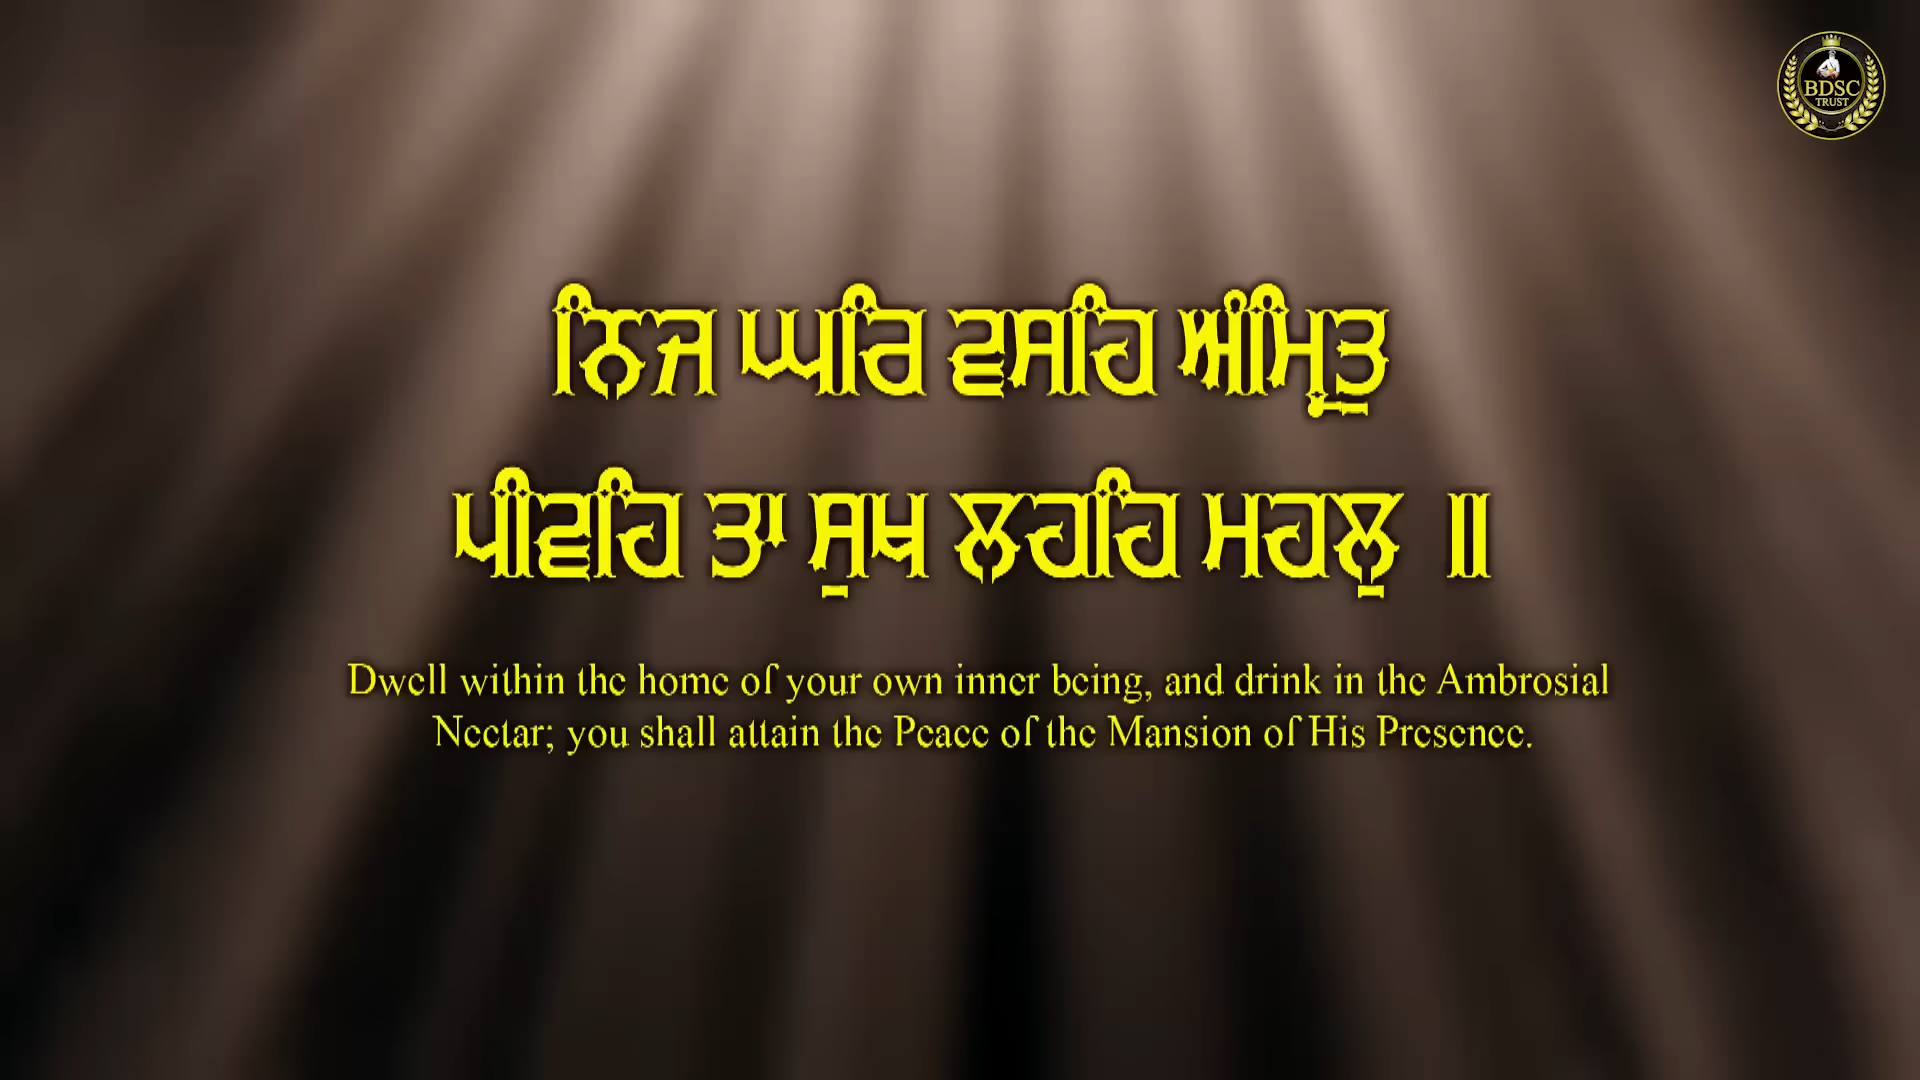 BDSC
TRUST
ਨਿਜ ਘਰਿ ਵਸਹਿ ਅੰਮ੍ਰਿਤੁ
ਪੀਵਹਿ ਤਾ ਸੁਖ ਲਹਹਿ ਮਹਲੁ ॥
Dwell within the home of your own inner being, and drink in the Ambrosial
Nectar; you shall attain the Peace of the Mansion of His Presence.